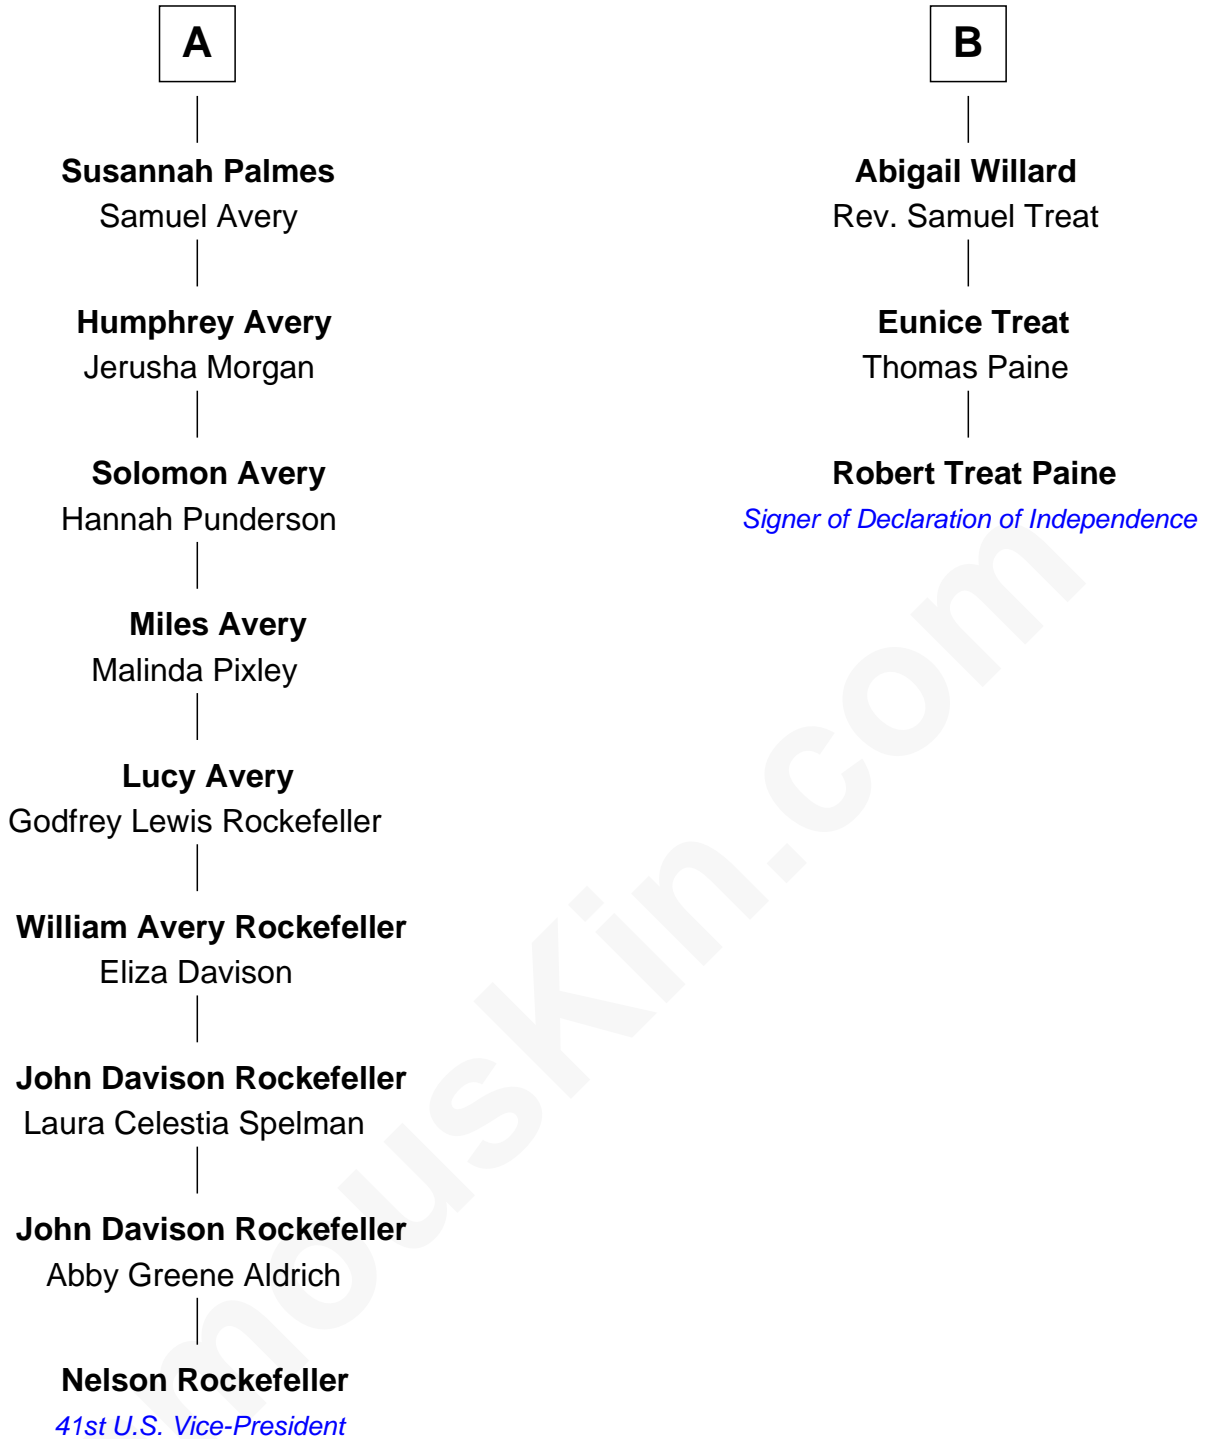 A
Susannah Palmes
Samuel Avery
Humphrey Avery
Jerusha Morgan
Solomon Avery
Hannah Punderson
Miles Avery
Malinda Pixley
Lucy Avery
Godfrey Lewis Rockefeller
William Avery Rockefeller
Eliza Davison
John Davison Rockefeller
Laura Celestia Spelman
John Davison Rockefeller
Abby Greene Aldrich
Nelson Rockefeller
41st U.S. Vice-President
B
Abigail Willard
Rev. Samuel Treat
Eunice Treat
Thomas Paine
Robert Treat Paine
Signer of Declaration of Independence
mousKin.com